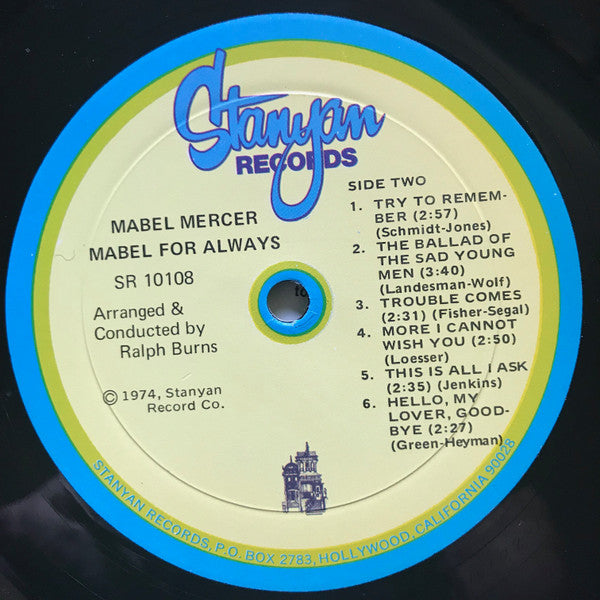 Stanyan
RECORDS
MABEL MERCER
MABEL FOR ALWAYS
SR 10108
Arranged &
Conducted by
Ralph Burns
© 1974, Stanyan
Record Co.
SIDE TWO
1. TRY TO REMEM-
BER (2:57)
(Schmidt-Jones)
2. THE BALLAD OF
THE SAD YOUNG
MEN (3:40)
(Landesman-Wolf)
3. TROUBLE COMES
(2:31) (Fisher-Segal)
4. MORE I CANNOT
WISH YOU (2:50)
(Loesser)
5. THIS IS ALL I ASK
(2:35) (Jenkins)
6. HELLO, MY
LOVER, GOOD-
BYE (2:27)
(Green-Heyman)
STANYAN RECORDS, P.O. BOX 2783, HOLLYWOOD, CALIFORNIA 90028